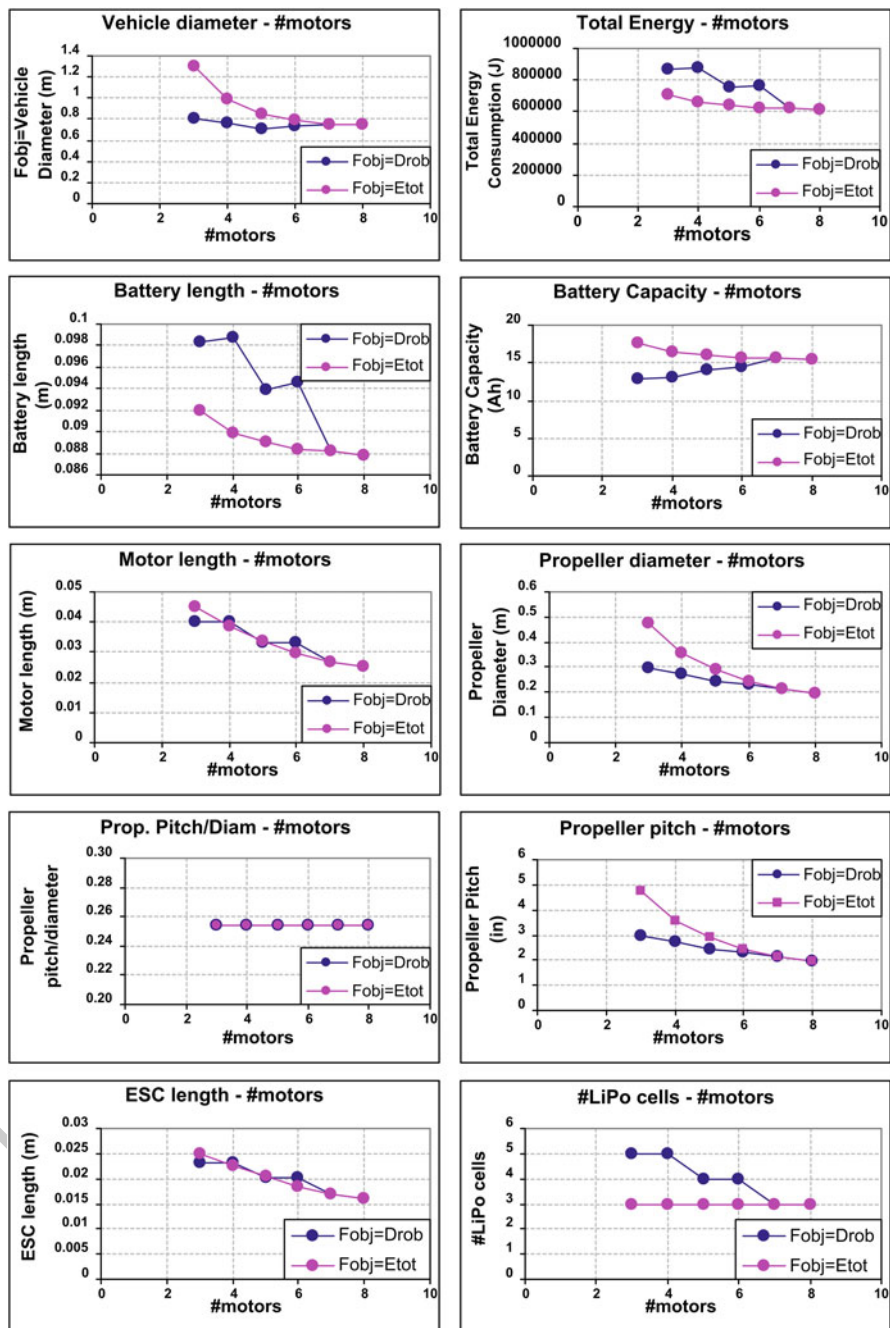 Vehicle diameter - #motors
Fobj=Vehicle
Diameter (m)
1.4
1.2
1
0.8
0.6
0.4
0.2
0
0 2 4 6 8 10
#motors
Fobj=Drob
Fobj=Etot
Total Energy - #motors
Total Energy
Consumption (J)
1000000
800000
600000
400000
200000
0
0 2 4 6 8 10
#motors
Fobj=Drob
Fobj=Etot
Battery length - #motors
Battery length
(m)
0.1
0.098
0.096
0.094
0.092
0.09
0.088
0.086
0 2 4 6 8 10
#motors
Fobj=Drob
Fobj=Etot
Battery Capacity - #motors
Battery Capacity
(Ah)
20
15
10
5
0
0 2 4 6 8 10
#motors
Fobj=Drob
Fobj=Etot
Motor length - #motors
Motor length (m)
0.05
0.04
0.03
0.02
0.01
0
0 2 4 6 8 10
#motors
Fobj=Drob
Fobj=Etot
Propeller diameter - #motors
Propeller
Diameter (m)
0.6
0.5
0.4
0.3
0.2
0.1
0
0 2 4 6 8 10
#motors
Fobj=Drob
Fobj=Etot
Prop. Pitch/Diam - #motors
Propeller
pitch/diameter
0.30
0.28
0.26
0.24
0.22
0.20
0 2 4 6 8 10
#motors
Fobj=Drob
Fobj=Etot
Propeller pitch - #motors
Propeller Pitch
(in)
6
5
4
3
2
1
0
0 2 4 6 8 10
#motors
Fobj=Drob
Fobj=Etot
ESC length - #motors
ESC length (m)
0.03
0.025
0.02
0.015
0.01
0.005
0
0 2 4 6 8 10
#motors
Fobj=Drob
Fobj=Etot
#LiPo cells - #motors
#LiPo cells
6
5
4
3
2
1
0
0 2 4 6 8 10
#motors
Fobj=Drob
Fobj=Etot